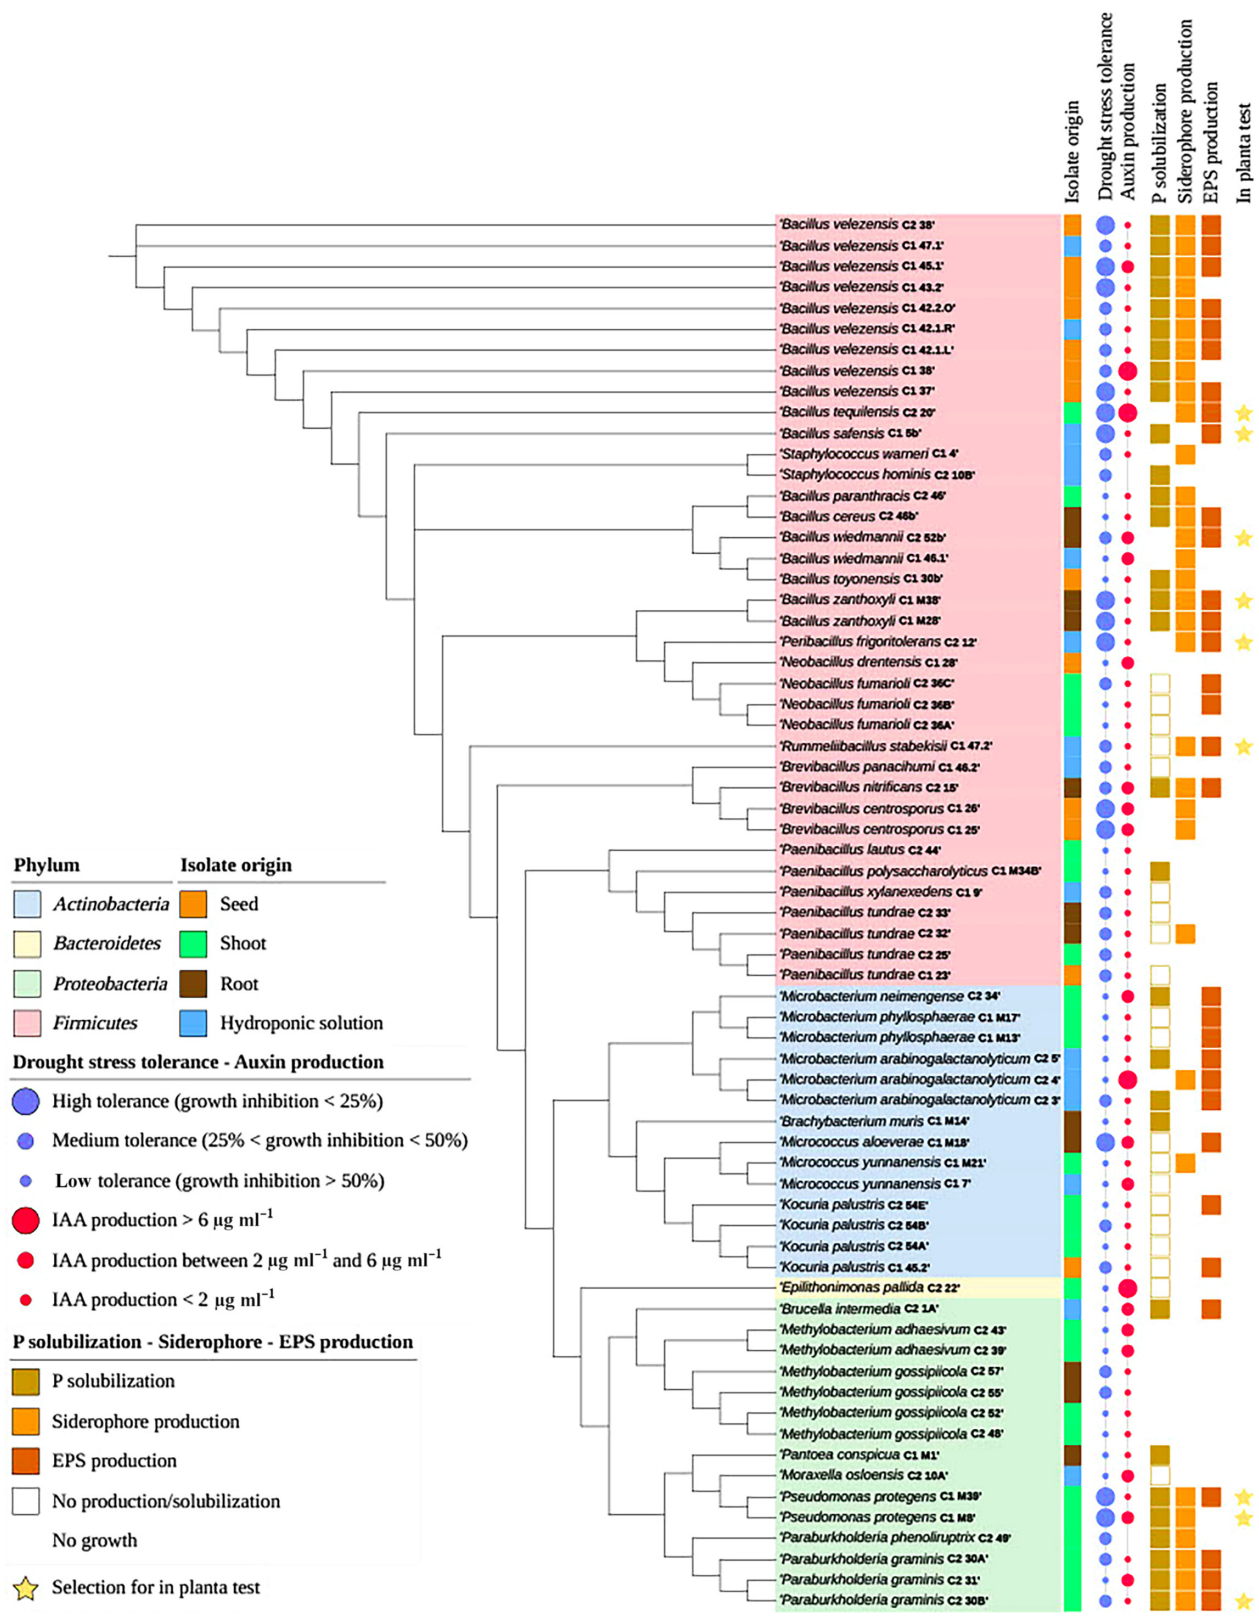 Isolate origin
Drought stress tolerance
Auxin production
P solubilization
Siderophore production
EPS production
In planta test
'Bacillus velezensis C2 38'
'Bacillus velezensis C1 47.1'
'Bacillus velezensis C1 45.1'
'Bacillus velezensis C1 43.2'
'Bacillus velezensis C1 42.2.O'
'Bacillus velezensis C1 42.1.R'
'Bacillus velezensis C1 42.1.L'
'Bacillus velezensis C1 38'
'Bacillus velezensis C1 37'
'Bacillus tequilensis C2 20'
'Bacillus safensis C1 5b'
'Staphylococcus warneri C1 4'
'Staphylococcus hominis C2 10B'
'Bacillus paranthracis C2 46'
'Bacillus cereus C2 46b'
'Bacillus wiedmannii C2 52b'
'Bacillus wiedmannii C1 46.1'
'Bacillus toyonensis C1 30b'
'Bacillus zanthoxyli C1 M38'
'Bacillus zanthoxyli C1 M28'
'Peribacillus frigoritolerans C2 12'
'Neobacillus drentensis C1 28'
'Neobacillus fumarioli C2 36C'
'Neobacillus fumarioli C2 36B'
'Neobacillus fumarioli C2 36A'
'Rummeliibacillus stabekisii C1 47.2'
'Brevibacillus panacihumi C1 46.2'
'Brevibacillus nitrificans C2 15'
'Brevibacillus centrosporus C1 26'
'Brevibacillus centrosporus C1 25'
'Paenibacillus lautus C2 44'
'Paenibacillus polysaccharolyticus C1 M34B'
'Paenibacillus xylanexedens C1 9'
'Paenibacillus tundrae C2 33'
'Paenibacillus tundrae C2 32'
'Paenibacillus tundrae C2 25'
'Paenibacillus tundrae C1 23'
'Microbacterium neimengense C2 34'
'Microbacterium phyllosphaerae C1 M17'
'Microbacterium phyllosphaerae C1 M13'
'Microbacterium arabinogalactanolyticum C2 5'
'Microbacterium arabinogalactanolyticum C2 4'
'Microbacterium arabinogalactanolyticum C2 3'
'Brachybacterium muris C1 M14'
'Micrococcus aloeverae C1 M18'
'Micrococcus yunnanensis C1 M21'
'Micrococcus yunnanensis C1 7'
'Kocuria palustris C2 54E'
'Kocuria palustris C2 54B'
'Kocuria palustris C2 54A'
'Kocuria palustris C1 45.2'
'Epilithonimonas pallida C2 22'
'Brucella intermedia C2 1A'
'Methylobacterium adhaesivum C2 43'
'Methylobacterium adhaesivum C2 39'
'Methylobacterium gossipiicola C2 57'
'Methylobacterium gossipiicola C2 55'
'Methylobacterium gossipiicola C2 52'
'Methylobacterium gossipiicola C2 48'
'Pantoea conspicua C1 M1'
'Moraxella osloensis C2 10A'
'Pseudomonas protegens C1 M39'
'Pseudomonas protegens C1 M8'
'Paraburkholderia phenoliruptrix C2 49'
'Paraburkholderia graminis C2 30A'
'Paraburkholderia graminis C2 31'
'Paraburkholderia graminis C2 30B'
Phylum
Actinobacteria
Bacteroidetes
Proteobacteria
Firmicutes
Isolate origin
Seed
Shoot
Root
Hydroponic solution
Drought stress tolerance - Auxin production
High tolerance (growth inhibition < 25%)
Medium tolerance (25% < growth inhibition < 50%)
Low tolerance (growth inhibition > 50%)
IAA production > 6 µg ml⁻¹
IAA production between 2 µg ml⁻¹ and 6 µg ml⁻¹
IAA production < 2 µg ml⁻¹
P solubilization - Siderophore - EPS production
P solubilization
Siderophore production
EPS production
No production/solubilization
No growth
Selection for in planta test